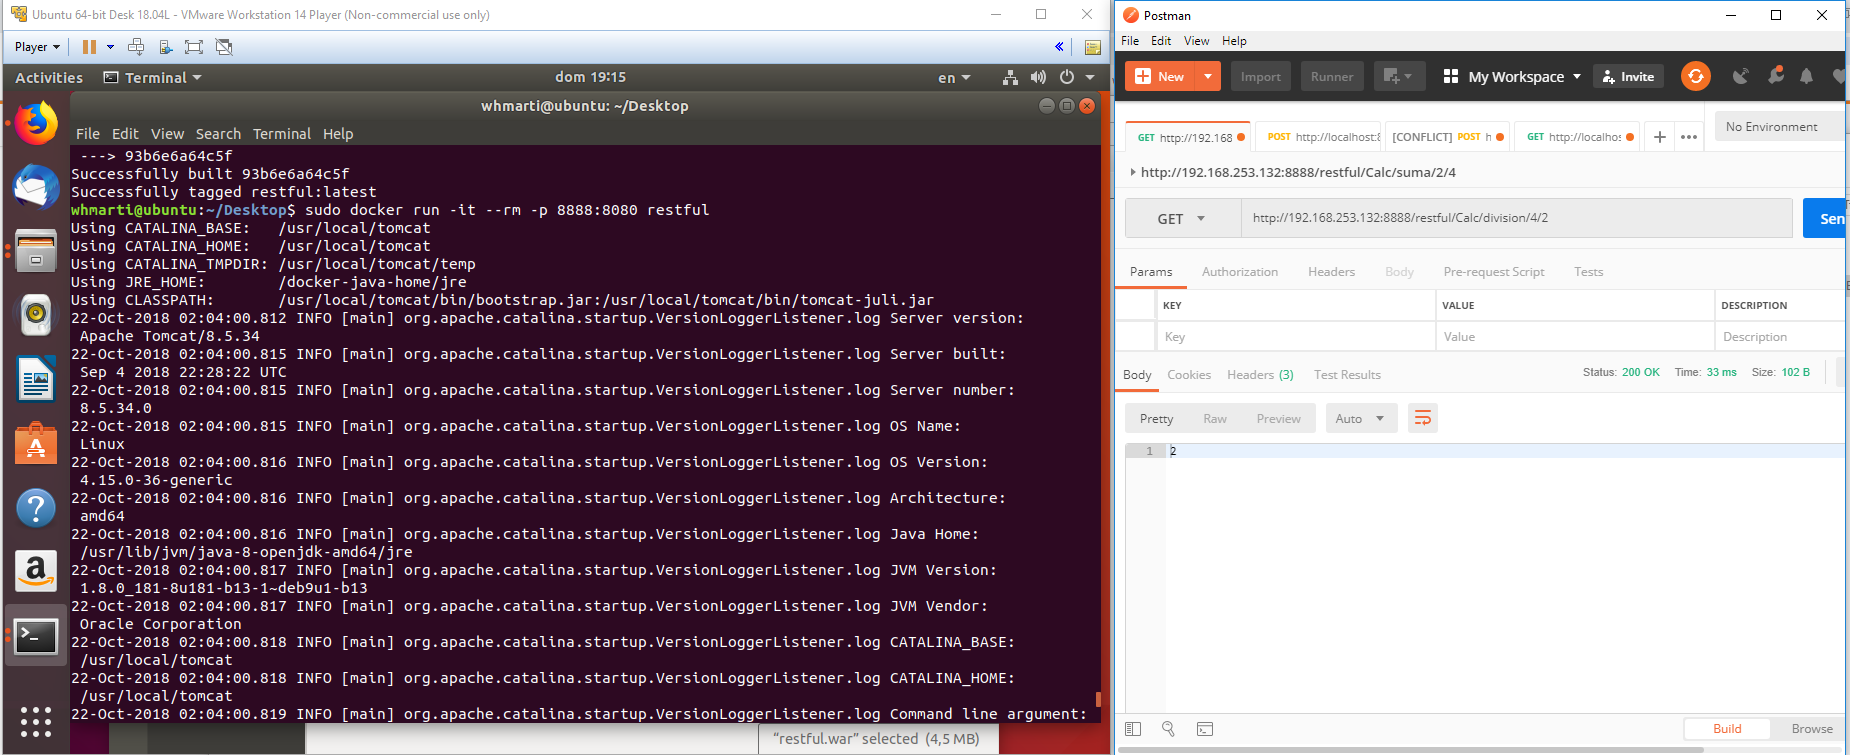 Ubuntu 64-bit Desk 18.04L - VMware Workstation 14 Player (Non-commercial use only)
Player
Activities
Terminal
dom 19:15
en
whmarti@ubuntu: ~/Desktop
File Edit View Search Terminal Help
---> 93b6e6a64c5f
Successfully built 93b6e6a64c5f
Successfully tagged restful:latest
whmarti@ubuntu:~/Desktop$ sudo docker run -it --rm -p 8888:8080 restful
Using CATALINA_BASE:   /usr/local/tomcat
Using CATALINA_HOME:   /usr/local/tomcat
Using CATALINA_TMPDIR: /usr/local/tomcat/temp
Using JRE_HOME:        /docker-java-home/jre
Using CLASSPATH:       /usr/local/tomcat/bin/bootstrap.jar:/usr/local/tomcat/bin/tomcat-juli.jar
22-Oct-2018 02:04:00.812 INFO [main] org.apache.catalina.startup.VersionLoggerListener.log Server version:
Apache Tomcat/8.5.34
22-Oct-2018 02:04:00.815 INFO [main] org.apache.catalina.startup.VersionLoggerListener.log Server built:
Sep 4 2018 22:28:22 UTC
22-Oct-2018 02:04:00.815 INFO [main] org.apache.catalina.startup.VersionLoggerListener.log Server number:
8.5.34.0
22-Oct-2018 02:04:00.815 INFO [main] org.apache.catalina.startup.VersionLoggerListener.log OS Name:
Linux
22-Oct-2018 02:04:00.816 INFO [main] org.apache.catalina.startup.VersionLoggerListener.log OS Version:
4.15.0-36-generic
22-Oct-2018 02:04:00.816 INFO [main] org.apache.catalina.startup.VersionLoggerListener.log Architecture:
amd64
22-Oct-2018 02:04:00.816 INFO [main] org.apache.catalina.startup.VersionLoggerListener.log Java Home:
/usr/lib/jvm/java-8-openjdk-amd64/jre
22-Oct-2018 02:04:00.817 INFO [main] org.apache.catalina.startup.VersionLoggerListener.log JVM Version:
1.8.0_181-8u181-b13-1~deb9u1-b13
22-Oct-2018 02:04:00.817 INFO [main] org.apache.catalina.startup.VersionLoggerListener.log JVM Vendor:
Oracle Corporation
22-Oct-2018 02:04:00.818 INFO [main] org.apache.catalina.startup.VersionLoggerListener.log CATALINA_BASE:
/usr/local/tomcat
22-Oct-2018 02:04:00.818 INFO [main] org.apache.catalina.startup.VersionLoggerListener.log CATALINA_HOME:
/usr/local/tomcat
22-Oct-2018 02:04:00.819 INFO [main] org.apache.catalina.startup.VersionLoggerListener.log Command line argument:
"restful.war" selected (4,5 MB)
Postman
File Edit View Help
New Import Runner My Workspace Invite
GET http://192.168 POST http://localhost:8 [CONFLICT] POST h GET http://localhos + •••
No Environment
http://192.168.253.132:8888/restful/Calc/suma/2/4
GET http://192.168.253.132:8888/restful/Calc/division/4/2 Sen
Params Authorization Headers Body Pre-request Script Tests
KEY VALUE DESCRIPTION
Key Value Description
Body Cookies Headers (3) Test Results Status: 200 OK Time: 33 ms Size: 102 B
Pretty Raw Preview Auto
1 2
Build Browse